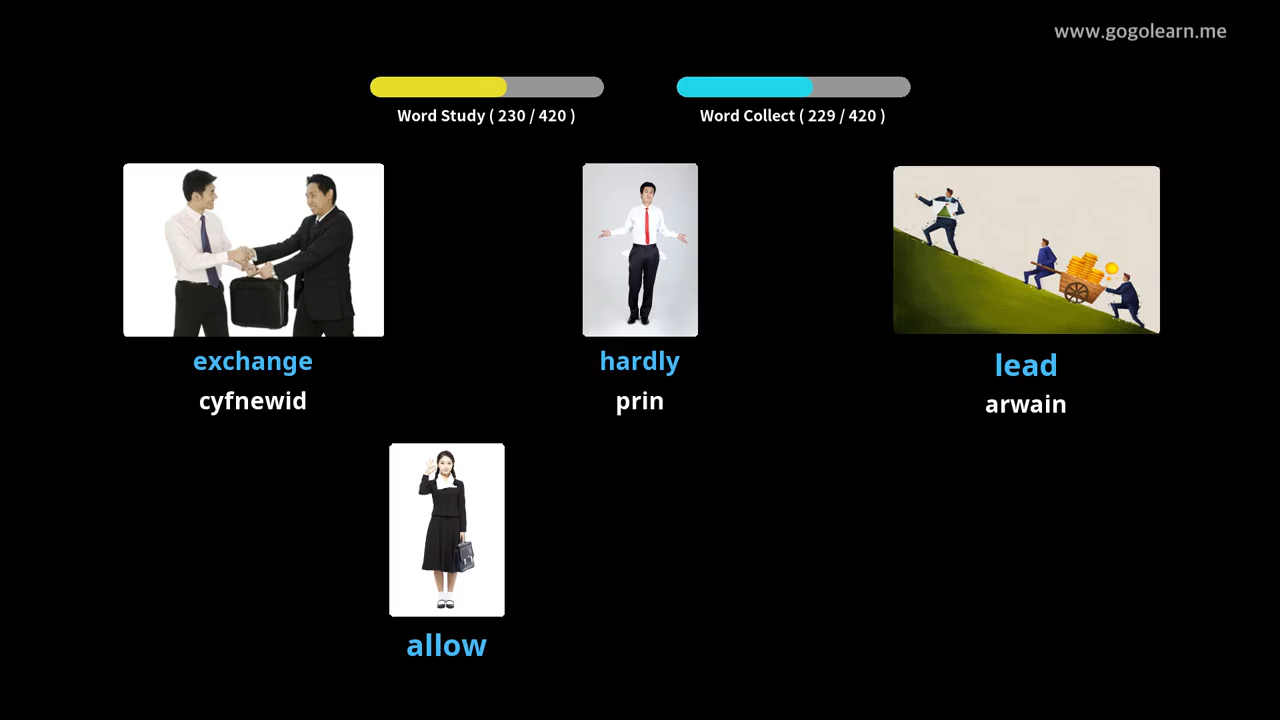 www.gogolearn.me
Word Study ( 230 / 420 )
Word Collect ( 229 / 420 )
exchange
cyfnewid
hardly
prin
lead
arwain
allow